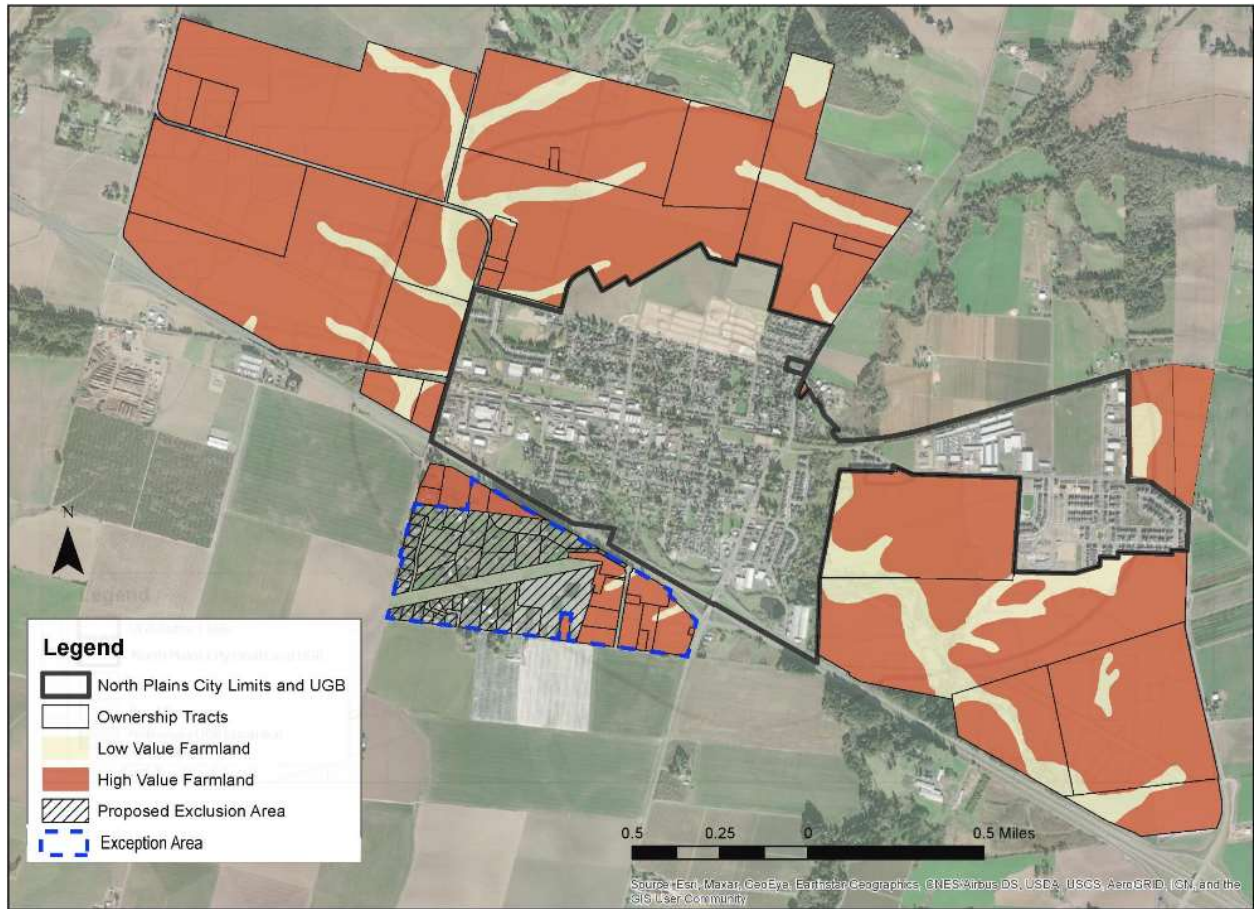 N
Legend
North Plains City Limits and UGB
Ownership Tracts
Low Value Farmland
High Value Farmland
Proposed Exclusion Area
Exception Area
0.5 0.25 0 0.5 Miles
Source: Esri, Maxar, GeoEye, Earthstar Geographics, CNES/Airbus DS, USDA, USGS, AeroGRID, IGN, and the
GIS User Community